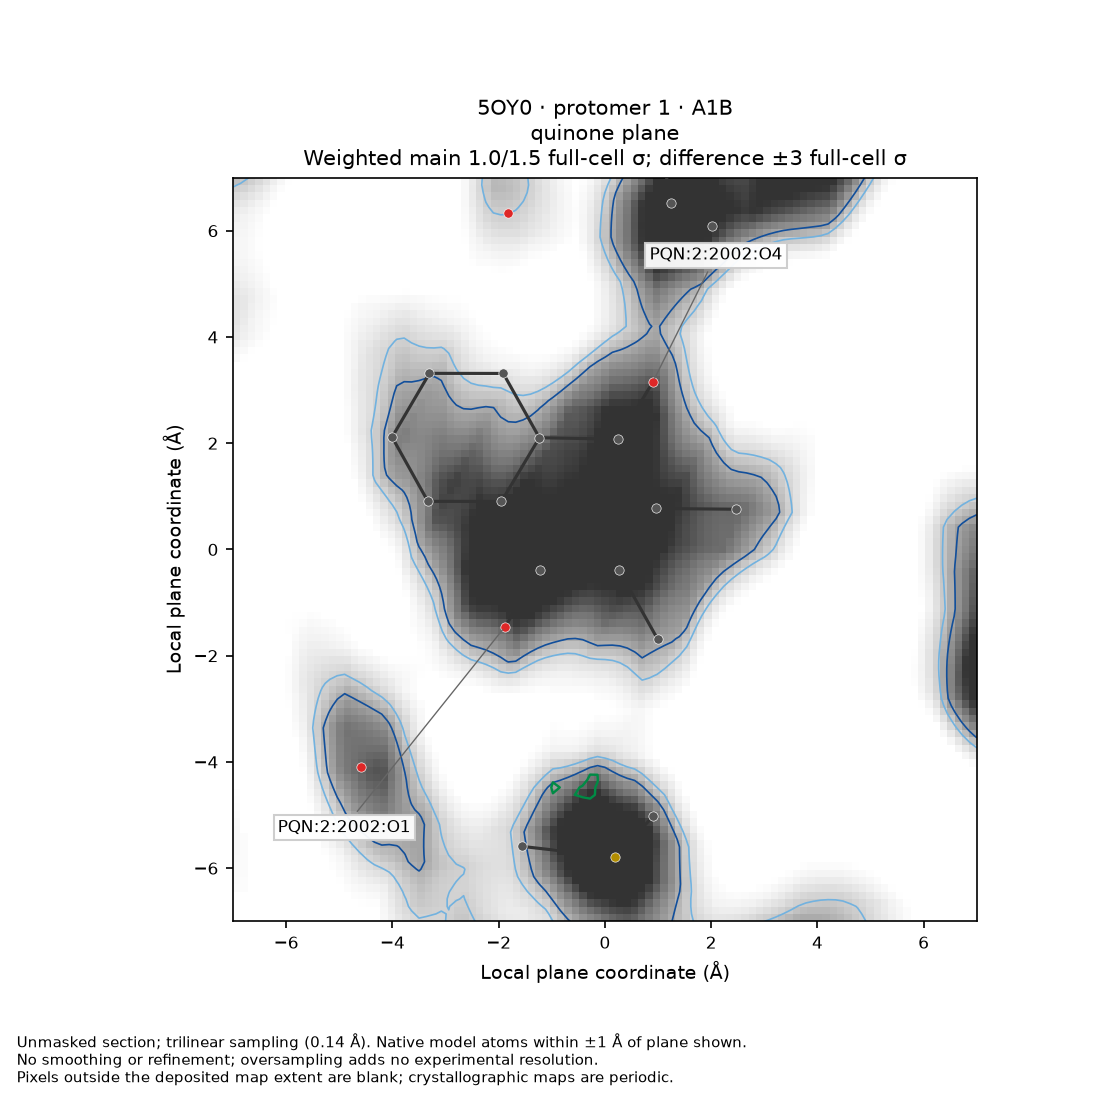 5OY0 · protomer 1 · A1B
quinone plane
Weighted main 1.0/1.5 full-cell σ; difference ±3 full-cell σ
6
PQN:2:2002:O4
4
2
0
−2
−4
PQN:2:2002:O1
−6
Local plane coordinate (Å)
−6 −4 −2 0 2 4 6
Local plane coordinate (Å)
Unmasked section; trilinear sampling (0.14 Å). Native model atoms within ±1 Å of plane shown.
No smoothing or refinement; oversampling adds no experimental resolution.
Pixels outside the deposited map extent are blank; crystallographic maps are periodic.